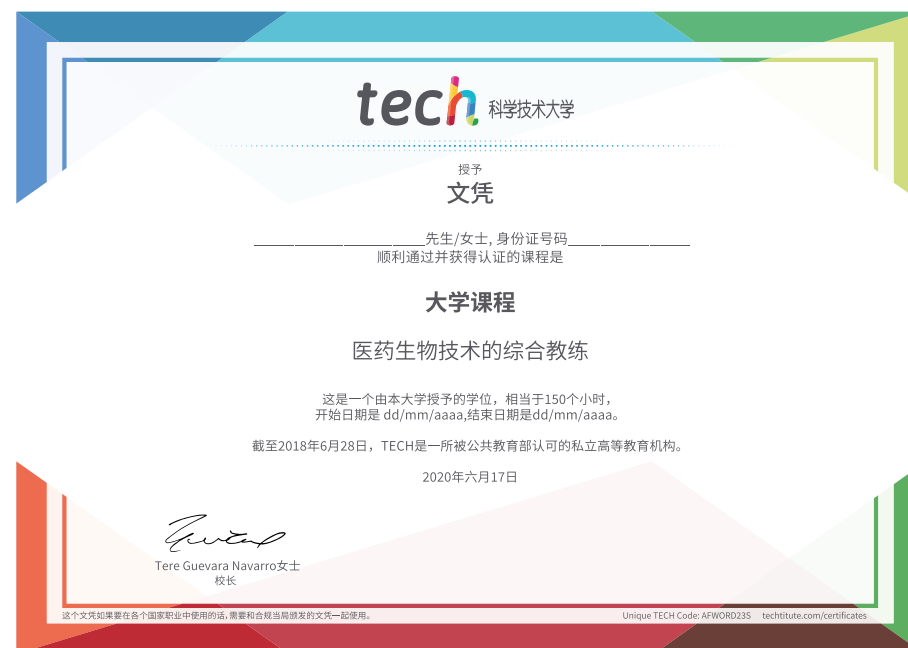 tech 科学技术大学
授予
文凭
______________________先生/女士, 身份证号码________________
顺利通过并获得认证的课程是
大学课程
医药生物技术的综合教练
这是一个由本大学授予的学位，相当于150个小时，
开始日期是 dd/mm/aaaa,结束日期是dd/mm/aaaa。
截至2018年6月28日，TECH是一所被公共教育部认可的私立高等教育机构。
2020年六月17日
Tere Guevara Navarro女士
校长
这个文凭如果要在各个国家职业中使用的话,需要和合规当局颁发的文凭一起使用。
Unique TECH Code: AFWORD23S techtitute.com/certificates